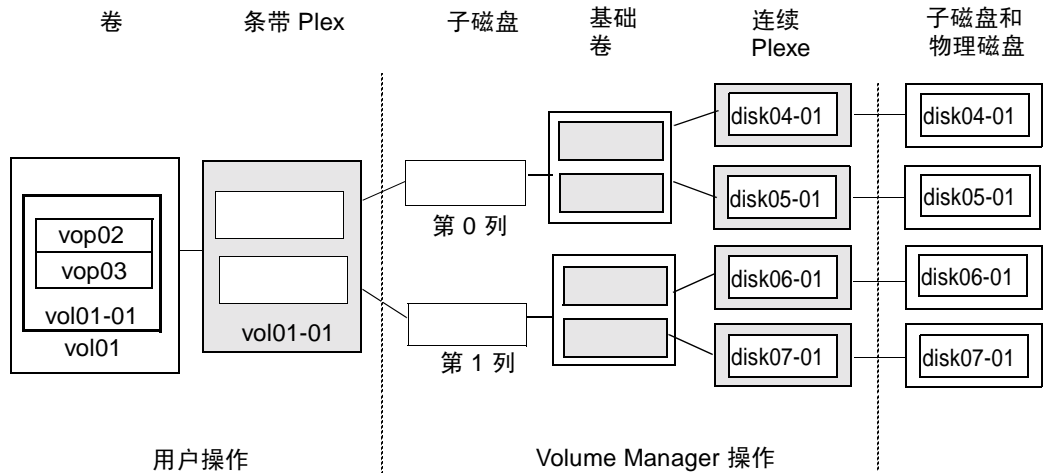 卷
条带 Plex
子磁盘
基础
卷
连续
Plexe
子磁盘和
物理磁盘
vop02
vop03
vol01-01
vol01
vol01-01
第 0 列
第 1 列
disk04-01
disk05-01
disk06-01
disk07-01
disk04-01
disk05-01
disk06-01
disk07-01
用户操作
Volume Manager 操作